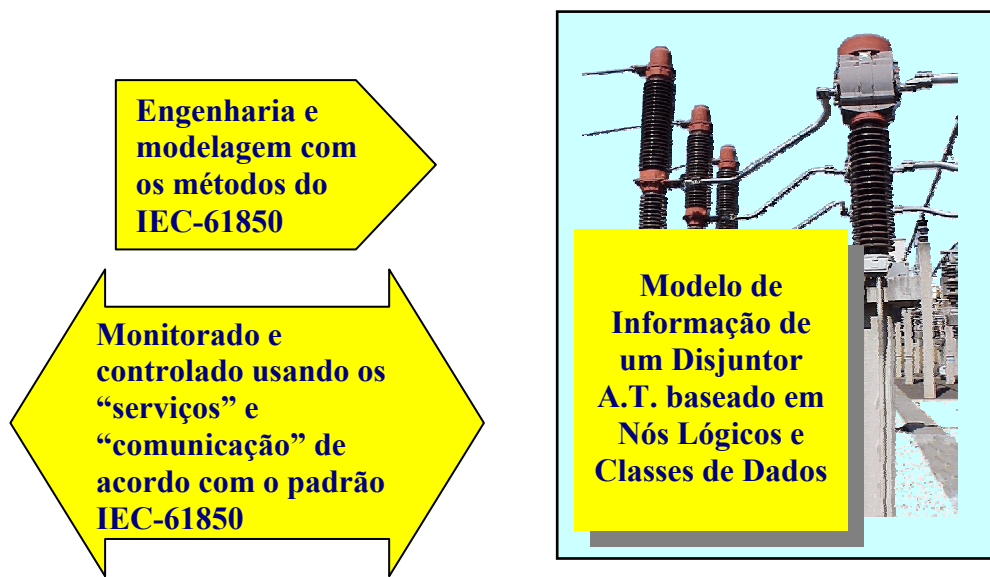 Engenharia e
modelagem com
os métodos do
IEC-61850
Monitorado e
controlado usando os
“serviços” e
“comunicação” de
acordo com o padrão
IEC-61850
Modelo de
Informação de
um Disjuntor
A.T. baseado em
Nós Lógicos e
Classes de Dados